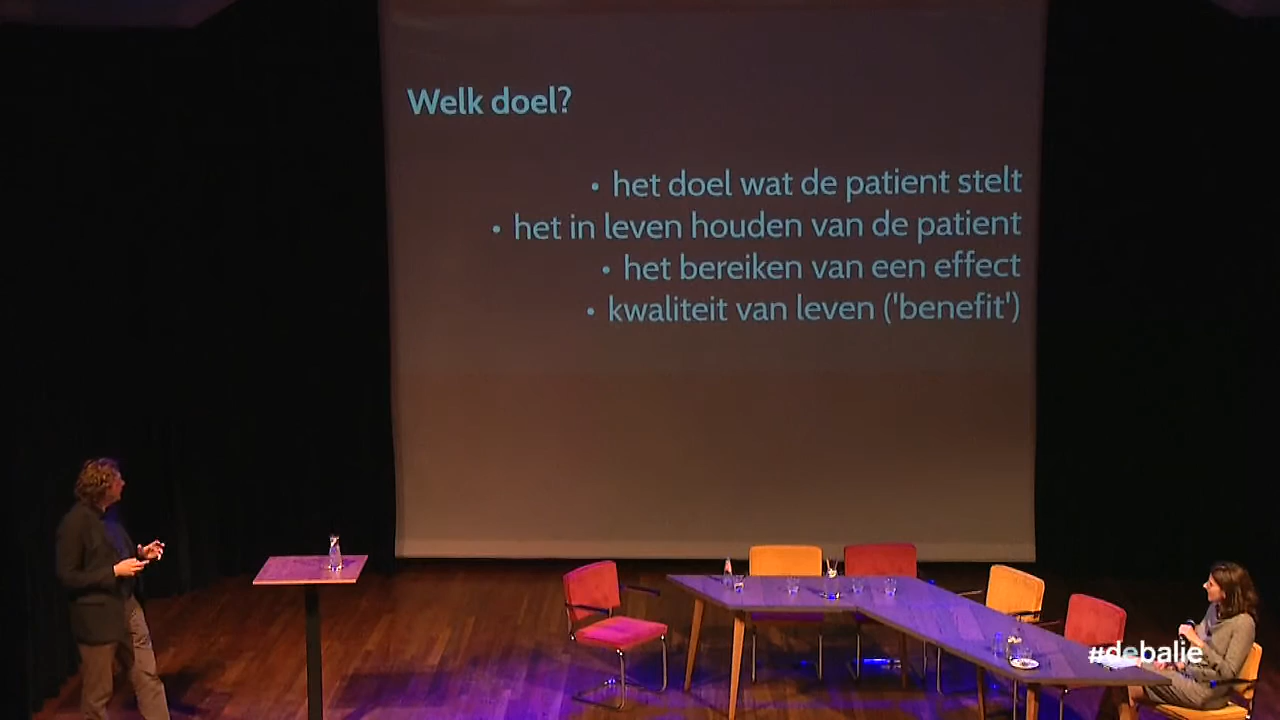 Welk doel?
• het doel wat de patient stelt
• het in leven houden van de patient
• het bereiken van een effect
• kwaliteit van leven ('benefit')
#debalie